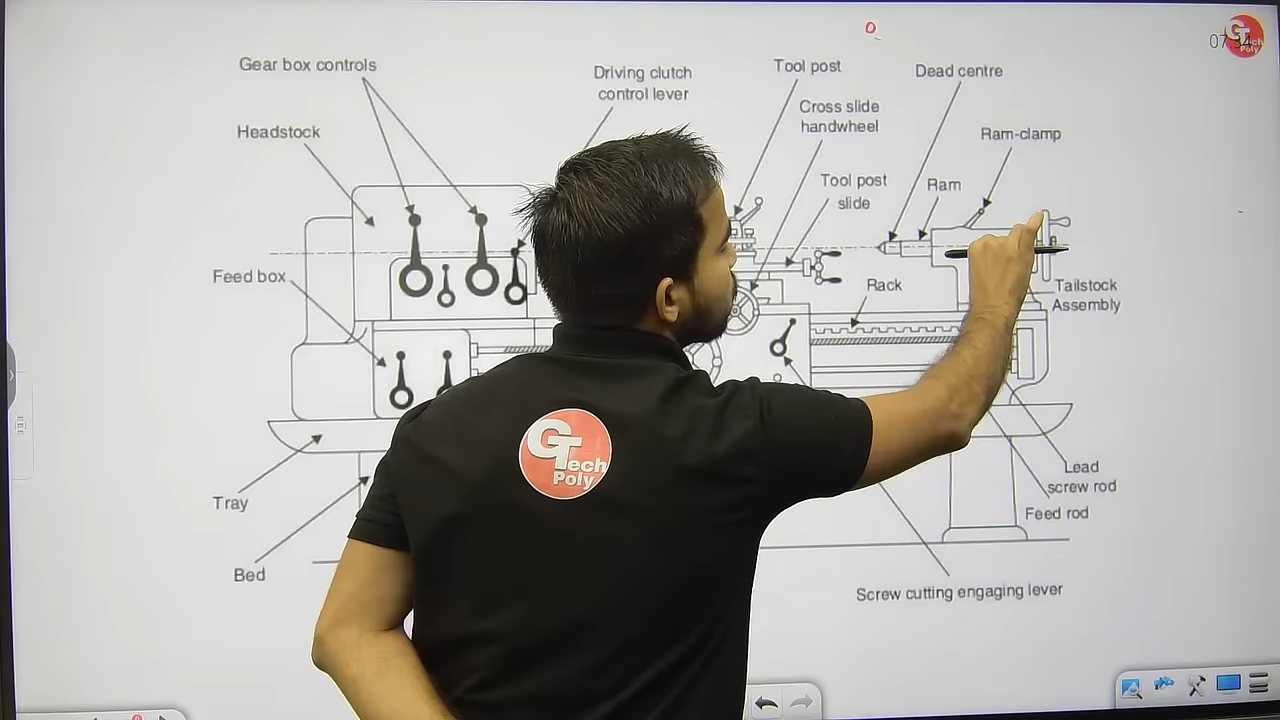 Gear box controls
Driving clutch
control lever
Tool post
Dead centre
Headstock
Cross slide
handwheel
Ram-clamp
Tool post
slide
Ram
Feed box
Rack
Tailstock
Assembly
GTech
Poly
Tray
Lead
screw rod
Feed rod
Bed
Screw cutting engaging lever
GTech
Poly